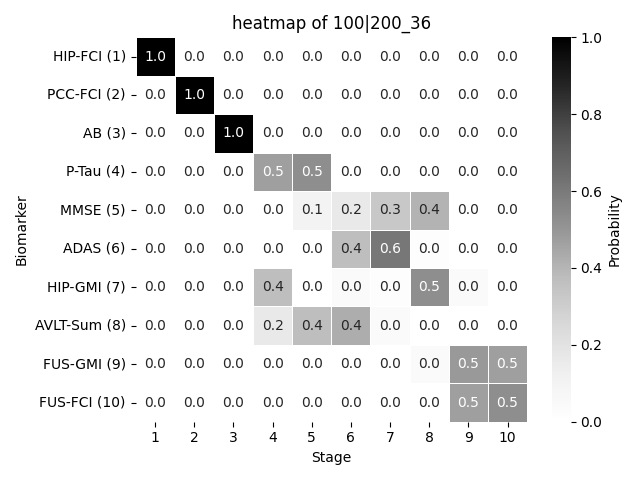 heatmap of 100|200_36
HIP-FCI (1) 1.0 0.0 0.0 0.0 0.0 0.0 0.0 0.0 0.0 0.0
PCC-FCI (2) 0.0 1.0 0.0 0.0 0.0 0.0 0.0 0.0 0.0 0.0
AB (3) 0.0 0.0 1.0 0.0 0.0 0.0 0.0 0.0 0.0 0.0
P-Tau (4) 0.0 0.0 0.0 0.5 0.5 0.0 0.0 0.0 0.0 0.0
MMSE (5) 0.0 0.0 0.0 0.0 0.1 0.2 0.3 0.4 0.0 0.0
ADAS (6) 0.0 0.0 0.0 0.0 0.0 0.4 0.6 0.0 0.0 0.0
HIP-GMI (7) 0.0 0.0 0.0 0.4 0.0 0.0 0.0 0.5 0.0 0.0
AVLT-Sum (8) 0.0 0.0 0.0 0.2 0.4 0.4 0.0 0.0 0.0 0.0
FUS-GMI (9) 0.0 0.0 0.0 0.0 0.0 0.0 0.0 0.0 0.5 0.5
FUS-FCI (10) 0.0 0.0 0.0 0.0 0.0 0.0 0.0 0.0 0.5 0.5
1 2 3 4 5 6 7 8 9 10
Stage
Biomarker
1.0
0.8
0.6
0.4
0.2
0.0
Probability